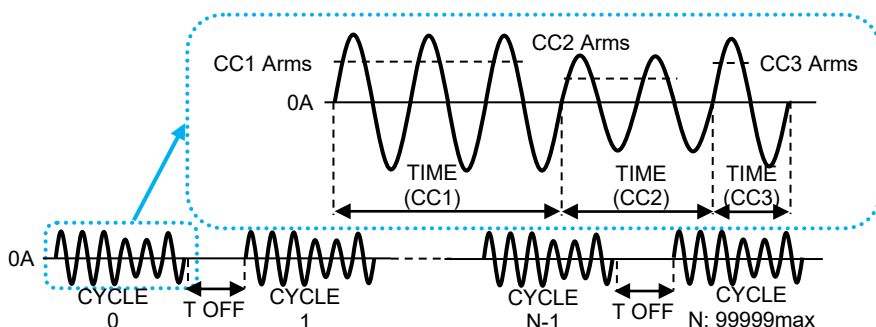 CC1 Arms
CC2 Arms
CC3 Arms
0A
TIME
(CC1)
TIME
(CC2)
TIME
(CC3)
0A
CYCLE
0
T OFF
CYCLE
1
CYCLE
N-1
T OFF
CYCLE
N: 99999max